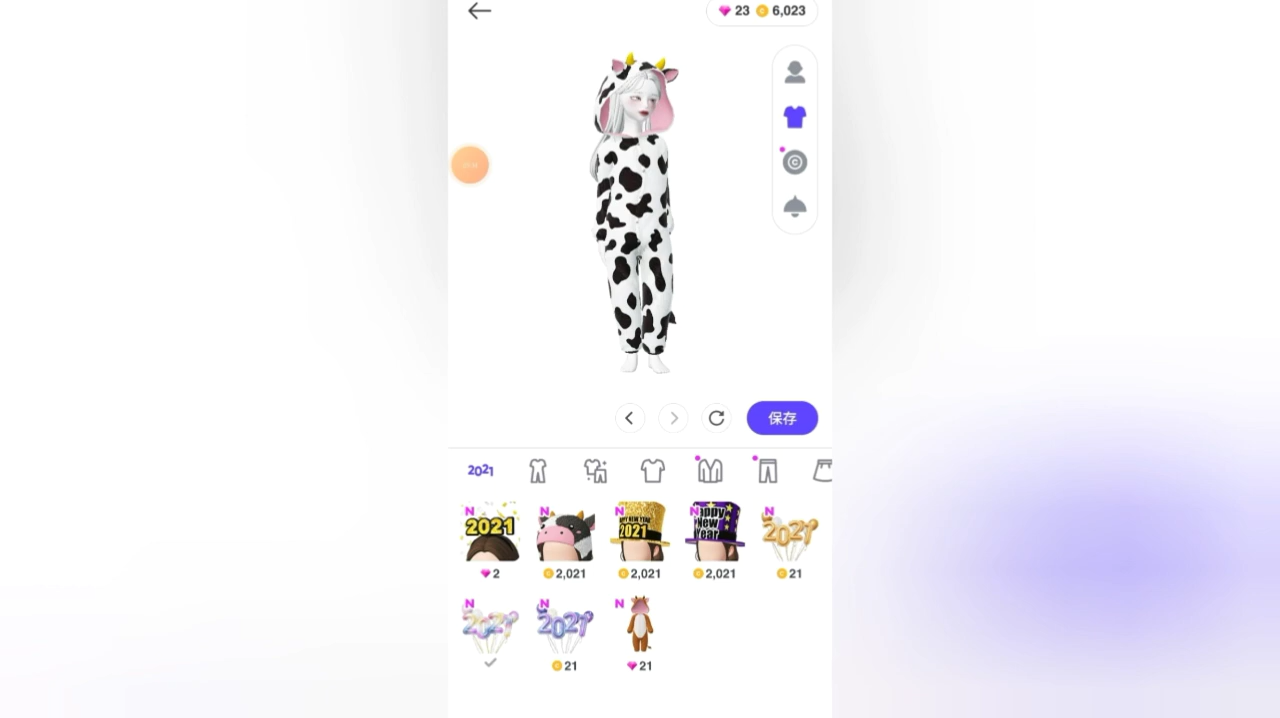 23 6,023
保存
2021
N N N N N
2021 HAPPY NEW YEAR 2021 Happy New Year 2021
2 2,021 2,021 2,021 21
N N N
2021 2021
21 21